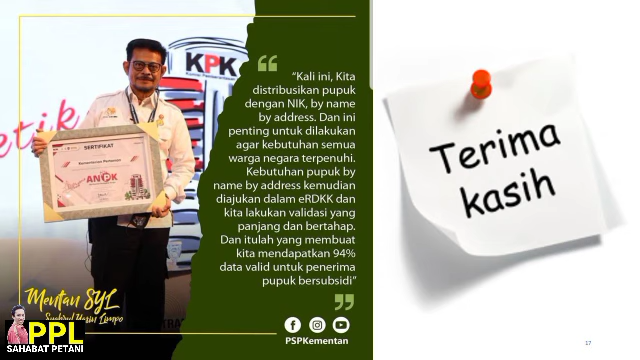 KPK
etik
SERTIFIKAT
Kementerian Pertanian
“Kali ini, Kita
distribusikan pupuk
dengan NIK, by name
by address. Dan ini
penting untuk dilakukan
agar kebutuhan semua
warga negara terpenuhi.
Kebutuhan pupuk by
name by address kemudian
diajukan dalam eRDKK dan
kita lakukan validasi yang
panjang dan bertahap.
Dan itulah yang membuat
kita mendapatkan 94%
data valid untuk penerima
pupuk bersubsidi”
Mentan SYL
Syahrul Yasin Limpo
PPL
SAHABAT PETANI
PSPKementan
Terima
kasih
17